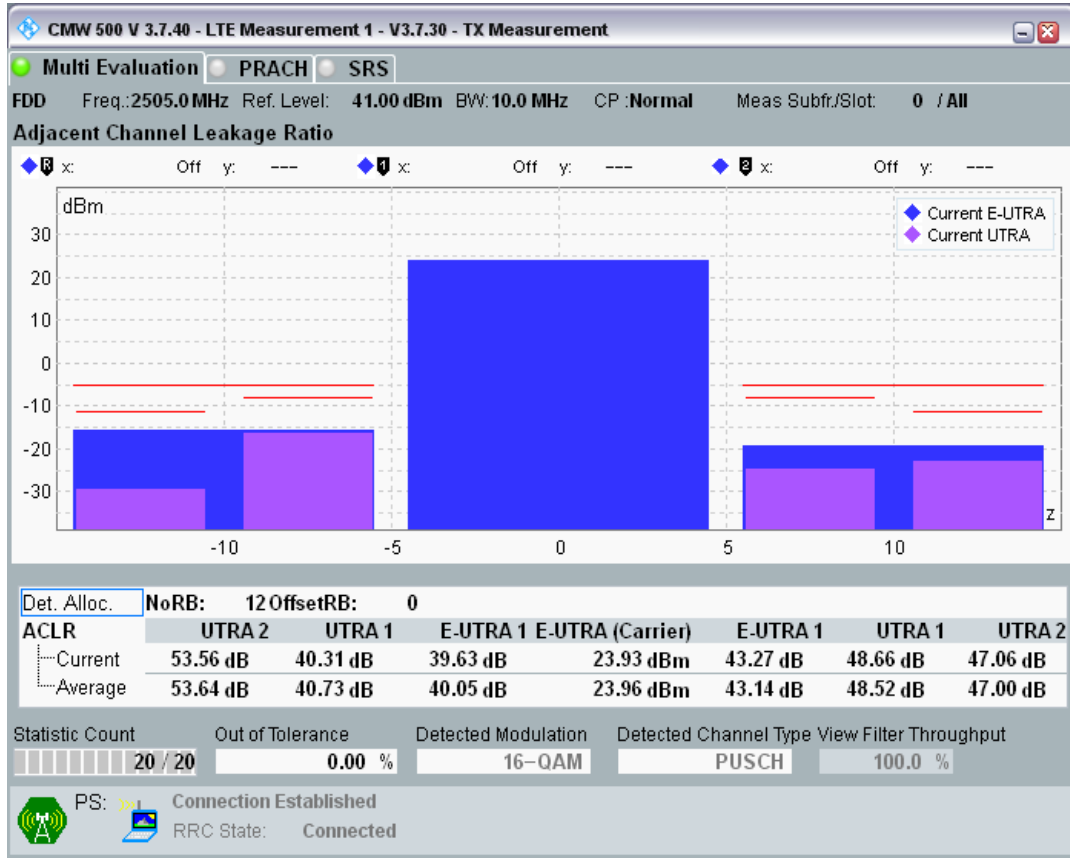 CMW 500 V 3.7.40 - LTE Measurement 1 - V3.7.30 - TX Measurement
Multi Evaluation PRACH SRS
FDD Freq.:2505.0 MHz Ref. Level: 41.00 dBm BW:10.0 MHz CP :Normal Meas Subfr./Slot: 0 / All
Adjacent Channel Leakage Ratio
R x: Off y: --- 1 x: Off y: --- 2 x: Off y: ---
dBm
Current E-UTRA
Current UTRA
30
20
10
0
-10
-20
-30
z
-10 -5 0 5 10
Det. Alloc. NoRB: 12 OffsetRB: 0
ACLR UTRA 2 UTRA 1 E-UTRA 1 E-UTRA (Carrier) E-UTRA 1 UTRA 1 UTRA 2
Current 53.56 dB 40.31 dB 39.63 dB 23.93 dBm 43.27 dB 48.66 dB 47.06 dB
Average 53.64 dB 40.73 dB 40.05 dB 23.96 dBm 43.14 dB 48.52 dB 47.00 dB
Statistic Count Out of Tolerance Detected Modulation Detected Channel Type View Filter Throughput
20 / 20 0.00 % 16-QAM PUSCH 100.0 %
PS: Connection Established
RRC State: Connected